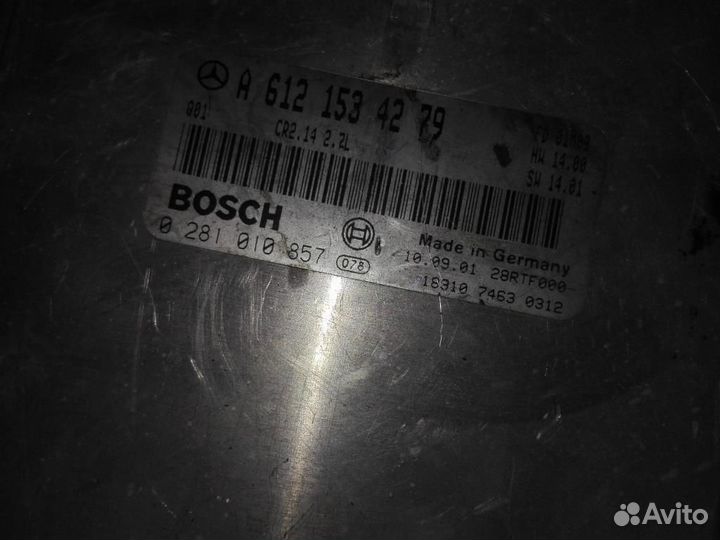 A 612 153 42 79
Q01
CR2.14 2.2L
HW 14.00
SW 14.01
BOSCH
0 281 010 857
078
Made in Germany
10.09.01 28RTF000
18310 7463 0312
Avito